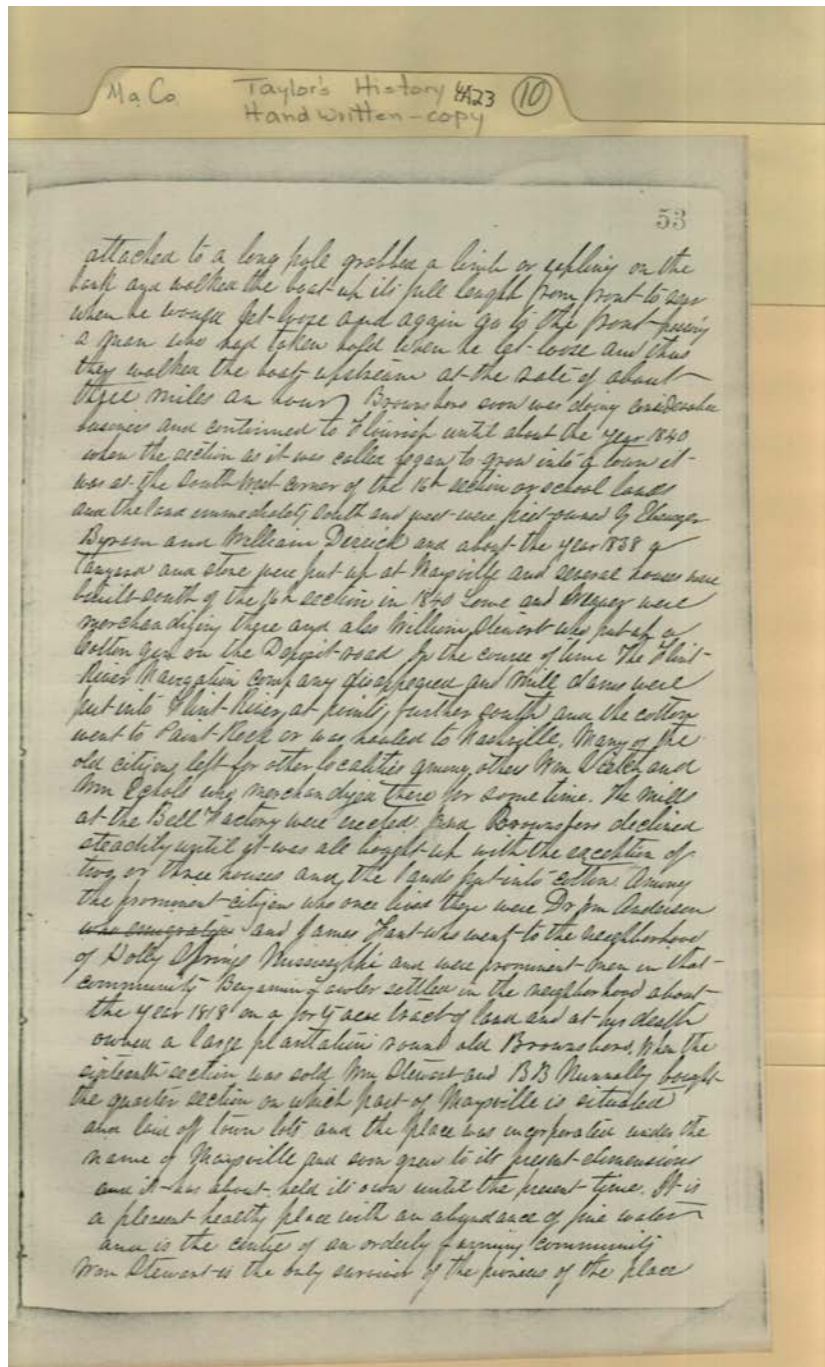 Ma Co Taylor's History 4A23 10
Handwritten - copy
53
attached to a long pole grabbed a limb or sapling on the
bank and walked the boat up its full length from front to rear
when he would let loose and again go to the front passing
a man who had taken hold when he let loose and thus
they walked the boat upstream at the rate of about
three miles an hour) Brownsboro soon was doing considerable
business and continued to flourish until about the year 1840
when the section as it was called began to grow into a town it
was at the South West corner of the 16th section or school lands
and the land immediately South and west were first owned by Ebenezer
Byram and William Derrick and about the year 1838 a
Tanyard and store were put up at Maysville and several houses were
built south of the 16th section in 1840 Lowe and were
merchandizing there and also William Stewart who put up a
Cotton gin on the Deposit road In the course of time The Flint
River Navigation company disappeared and mill dams were
put into Flint River at points further south and the cotton
went to Paint Rock or was hauled to Nashville. Many of the
old citizens left for other localities among others Wm and
Wm Echols who merchandized there for some time. The mills
at the Bell Factory were erected and Brownsboro declined
steadily until it was all bought up with the exception of
two or three houses and the lands put into cotton Among
the prominent citizens who once lived there were Dr Jm Anderson
who emigrated and James Fant who went to the neighborhood
of Holly Springs Mississippi and were prominent men in that
community Benjamin Lawler settled in the neighborhood about
the year 1818 on a forty acre tract of land and at his death
owned a large plantation round old Brownsboro. When the
sixteenth section was sold Wm Stewart and BB Nunnally bought
the quarter section on which part of Maysville is situated
and laid off town lots and the place was incorporated under the
name of Maysville and soon grew to its present dimensions
and it has about held its own until the present time. It is
a pleasant healthy place with an abundance of fine water
and is the centre of an orderly farming community
Wm Stewart is the only survivor of the pioneers of the place